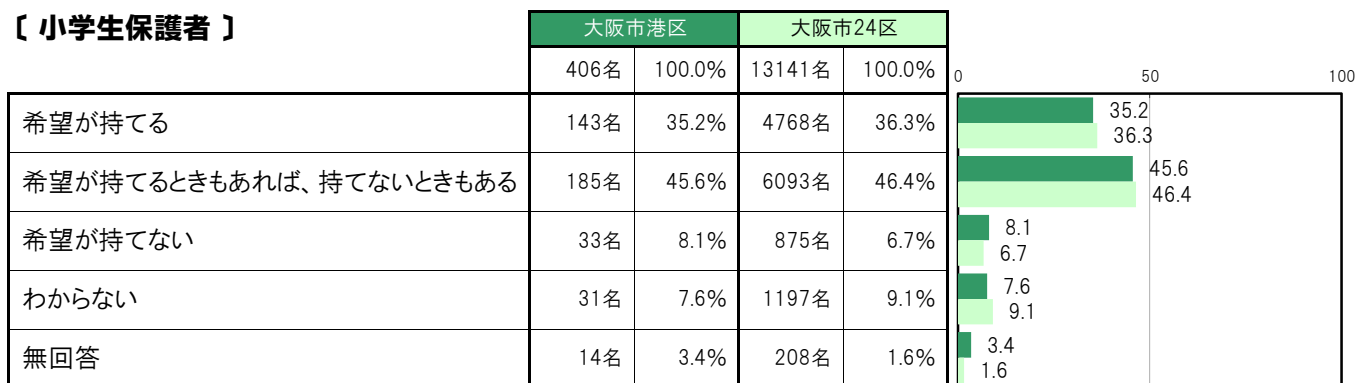 〔 小学生保護者 〕
大阪市港区 大阪市24区
406名 100.0% 13141名 100.0%
0 50 100
希望が持てる 143名 35.2% 4768名 36.3%
35.2
36.3
希望が持てるときもあれば、持てないときもある 185名 45.6% 6093名 46.4%
45.6
46.4
希望が持てない 33名 8.1% 875名 6.7%
8.1
6.7
わからない 31名 7.6% 1197名 9.1%
7.6
9.1
無回答 14名 3.4% 208名 1.6%
3.4
1.6